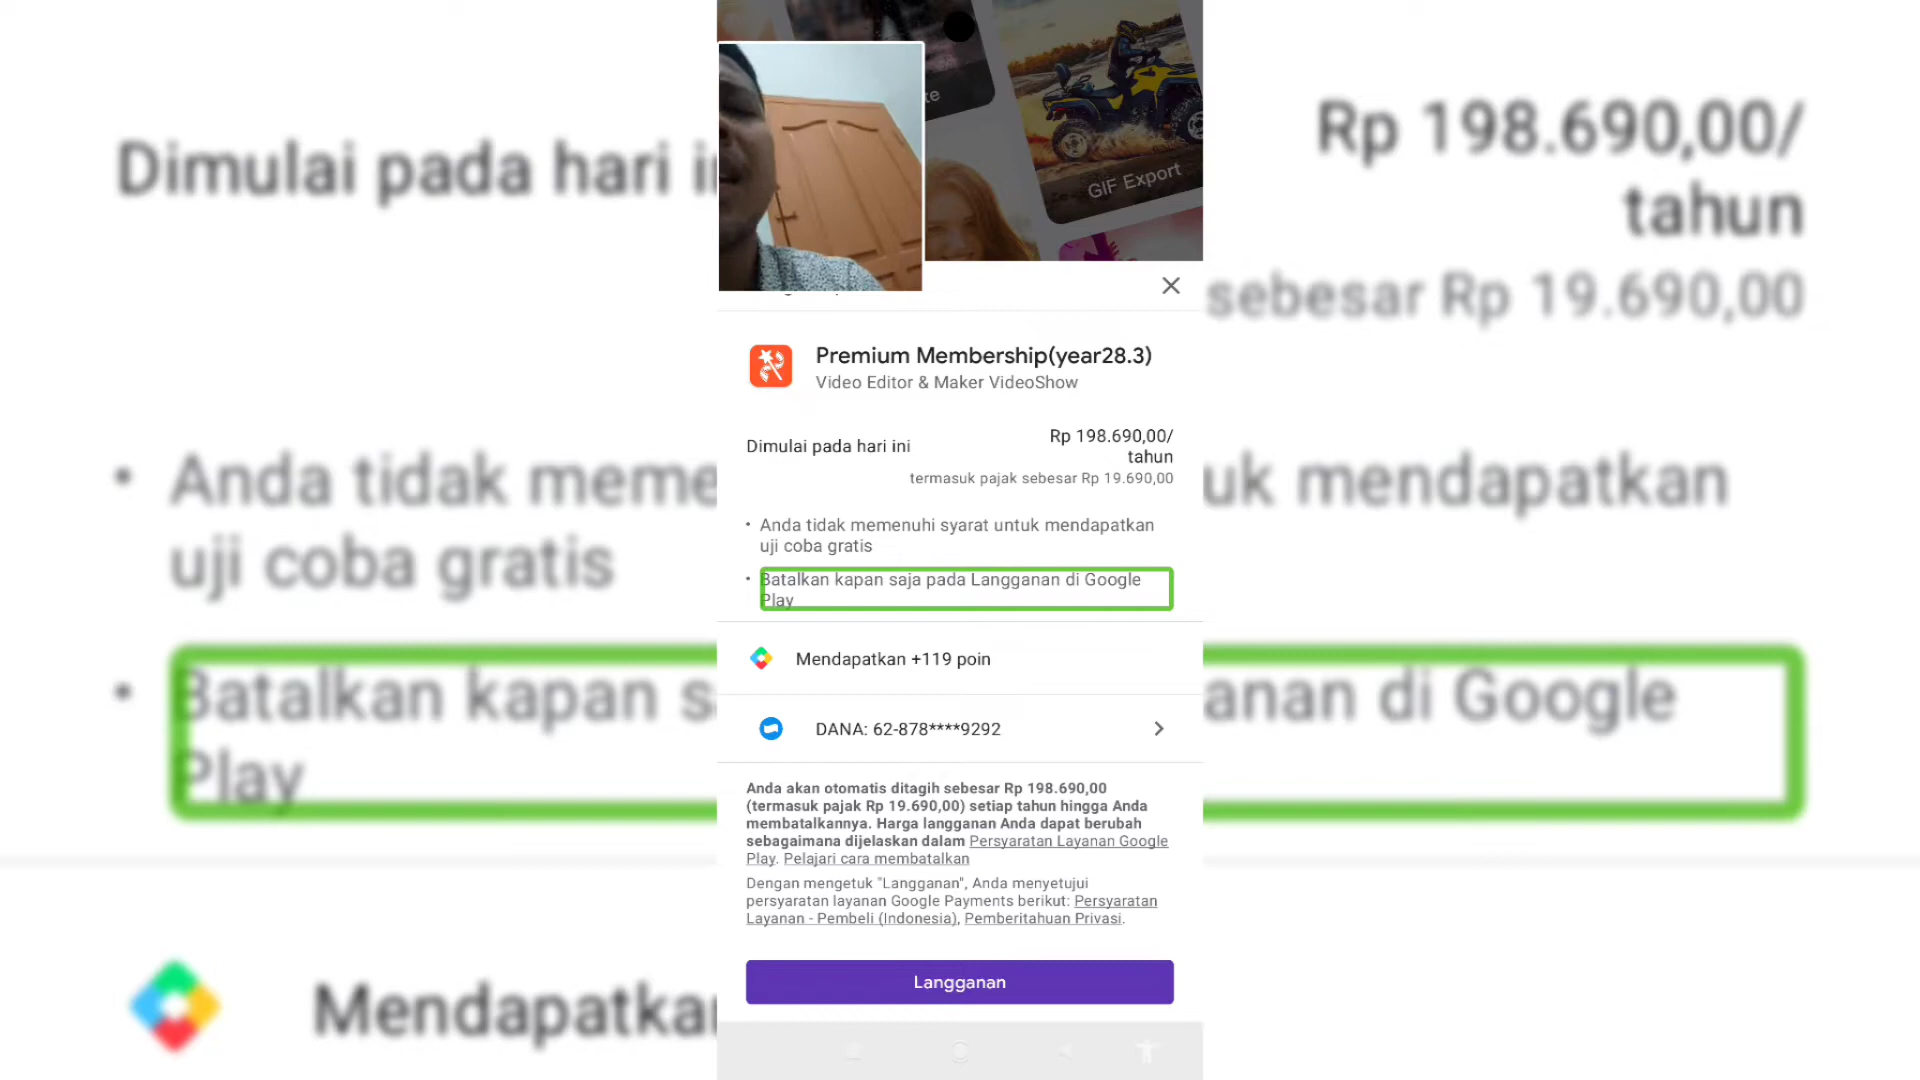 GIF Export
Premium Membership(year28.3)
Video Editor & Maker VideoShow
Dimulai pada hari ini
Rp 198.690,00/
tahun
termasuk pajak sebesar Rp 19.690,00
• Anda tidak memenuhi syarat untuk mendapatkan
uji coba gratis
• Batalkan kapan saja pada Langganan di Google
Play
Mendapatkan +119 poin
DANA: 62-878****9292
Anda akan otomatis ditagih sebesar Rp 198.690,00
(termasuk pajak Rp 19.690,00) setiap tahun hingga Anda
membatalkannya. Harga langganan Anda dapat berubah
sebagaimana dijelaskan dalam Persyaratan Layanan Google
Play. Pelajari cara membatalkan
Dengan mengetuk "Langganan", Anda menyetujui
persyaratan layanan Google Payments berikut: Persyaratan
Layanan - Pembeli (Indonesia), Pemberitahuan Privasi.
Langganan
Dimulai pada hari
Rp 198.690,00/
tahun
sebesar Rp 19.690,00
• Anda tidak
uk mendapatkan
uji coba gratis
• Batalkan kapan s
anan di Google
Play
Mendapatka